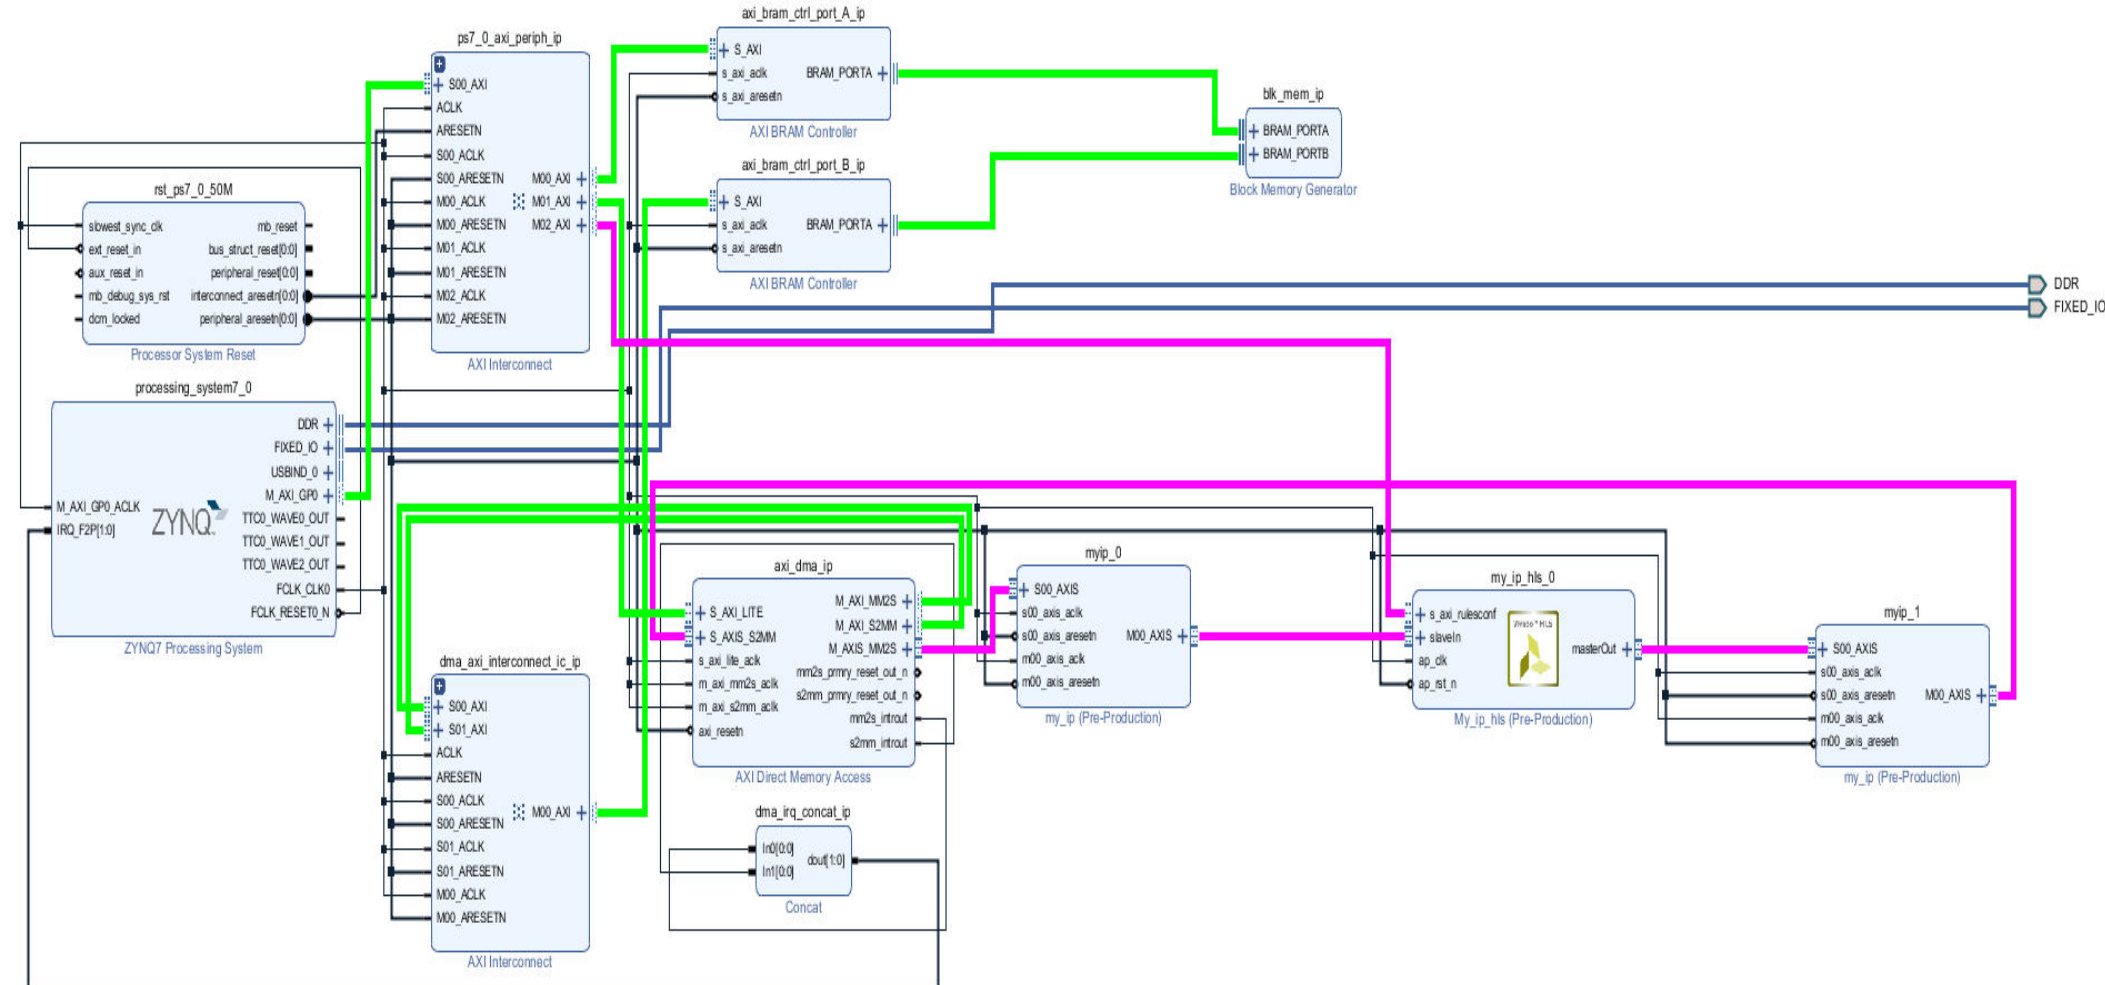 ps7_0_axi_periph_ip
S00_AXI
ACLK
ARESETN
S00_ACLK
S00_ARESETN
M00_ACLK
M00_ARESETN
M01_ACLK
M01_ARESETN
M02_ACLK
M02_ARESETN
M00_AXI
M01_AXI
M02_AXI
AXI Interconnect
axi_bram_ctrl_port_A_ip
S_AXI
s_axi_aclk
s_axi_aresetn
BRAM_PORTA
AXI BRAM Controller
axi_bram_ctrl_port_B_ip
S_AXI
s_axi_aclk
s_axi_aresetn
BRAM_PORTA
AXI BRAM Controller
blk_mem_ip
BRAM_PORTA
BRAM_PORTB
Block Memory Generator
rst_ps7_0_50M
slowest_sync_clk
ext_reset_in
aux_reset_in
mb_debug_sys_rst
dcm_locked
mb_reset
bus_struct_reset[0:0]
peripheral_reset[0:0]
interconnect_aresetn[0:0]
peripheral_aresetn[0:0]
Processor System Reset
DDR
FIXED_IO
processing_system7_0
M_AXI_GP0_ACLK
IRQ_F2P[1:0]
ZYNQ
DDR
FIXED_IO
USBIND_0
M_AXI_GP0
TTC0_WAVE0_OUT
TTC0_WAVE1_OUT
TTC0_WAVE2_OUT
FCLK_CLK0
FCLK_RESET0_N
ZYNQ7 Processing System
dma_axi_interconnect_ic_ip
S00_AXI
S01_AXI
ACLK
ARESETN
S00_ACLK
S00_ARESETN
S01_ACLK
S01_ARESETN
M00_ACLK
M00_ARESETN
M00_AXI
AXI Interconnect
axi_dma_ip
S_AXI_LITE
S_AXIS_S2MM
s_axi_lite_aclk
m_axi_mm2s_aclk
m_axi_s2mm_aclk
axi_resetn
M_AXI_MM2S
M_AXI_S2MM
M_AXIS_MM2S
mm2s_prmry_reset_out_n
s2mm_prmry_reset_out_n
mm2s_introut
s2mm_introut
AXI Direct Memory Access
dma_irq_concat_ip
In0[0:0]
In1[0:0]
dout[1:0]
Concat
myip_0
S00_AXIS
s00_axis_aclk
s00_axis_aresetn
m00_axis_aclk
m00_axis_aresetn
M00_AXIS
my_ip (Pre-Production)
my_ip_hls_0
s_axi_rulesconf
slaveIn
ap_clk
ap_rst_n
Vivado™ HLS
masterOut
My_ip_hls (Pre-Production)
myip_1
S00_AXIS
s00_axis_aclk
s00_axis_aresetn
m00_axis_aclk
m00_axis_aresetn
M00_AXIS
my_ip (Pre-Production)